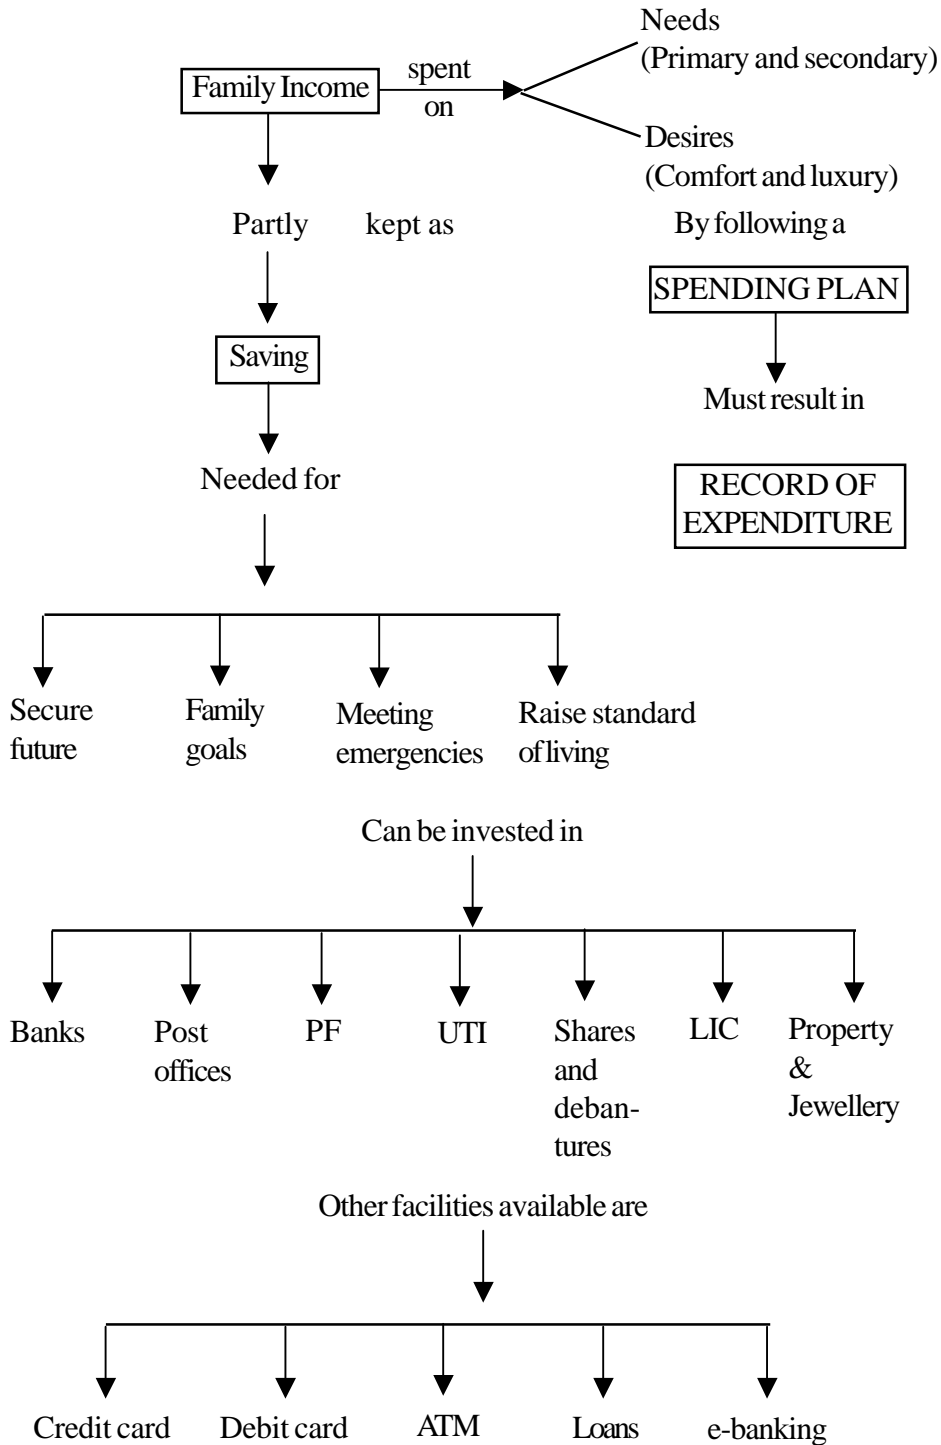 Needs
(Primary and secondary)
Family Income
spent
on
Desires
(Comfort and luxury)
Partly kept as
By following a
SPENDING PLAN
Saving
Must result in
Needed for
RECORD OF
EXPENDITURE
Secure
future
Family
goals
Meeting
emergencies
Raise standard
of living
Can be invested in
Banks
Post
offices
PF
UTI
Shares
and
deban-
tures
LIC
Property
&
Jewellery
Other facilities available are
Credit card
Debit card
ATM
Loans
e-banking